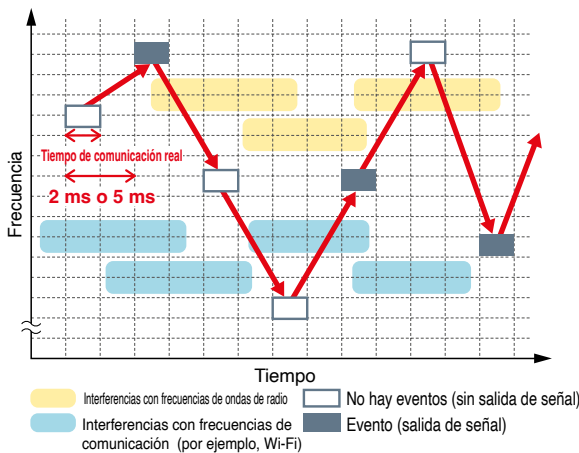 Frecuencia
Tiempo de comunicación real
2 ms o 5 ms
Tiempo
Interferencias con frecuencias de ondas de radio
No hay eventos (sin salida de señal)
Interferencias con frecuencias de
comunicación (por ejemplo, Wi-Fi)
Evento (salida de señal)